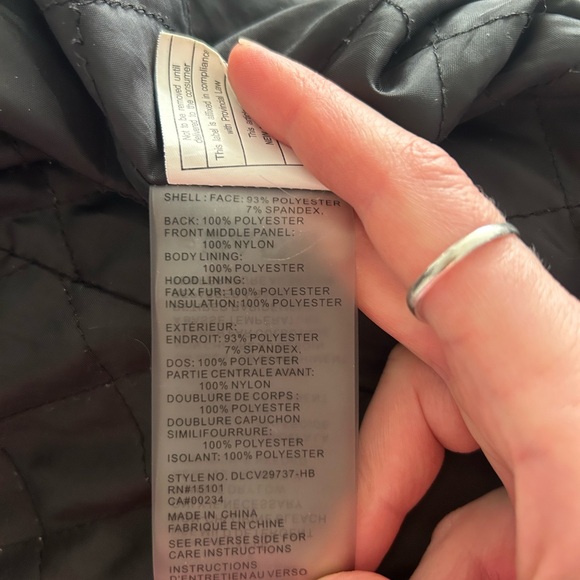 Not to be removed until
delivered to the consumer
This label is affixed in compliance
with Provincial Law
SHELL : FACE: 93% POLYESTER
7% SPANDEX.
BACK: 100% POLYESTER
FRONT MIDDLE PANEL:
100% NYLON
BODY LINING:
100% POLYESTER
HOOD LINING:
FAUX FUR: 100% POLYESTER
INSULATION:100% POLYESTER
EXTÉRIEUR:
ENDROIT: 93% POLYESTER
7% SPANDEX.
DOS: 100% POLYESTER
PARTIE CENTRALE AVANT:
100% NYLON
DOUBLURE DE CORPS :
100% POLYESTER
DOUBLURE CAPUCHON
SIMILIFOURRURE:
100% POLYESTER
ISOLANT: 100% POLYESTER
STYLE NO. DLCV29737-HB
RN#15101
CA#00234
MADE IN CHINA
FABRIQUÉ EN CHINE
SEE REVERSE SIDE FOR
CARE INSTRUCTIONS
INSTRUCTIONS
D'ENTRETIEN AU VERSO